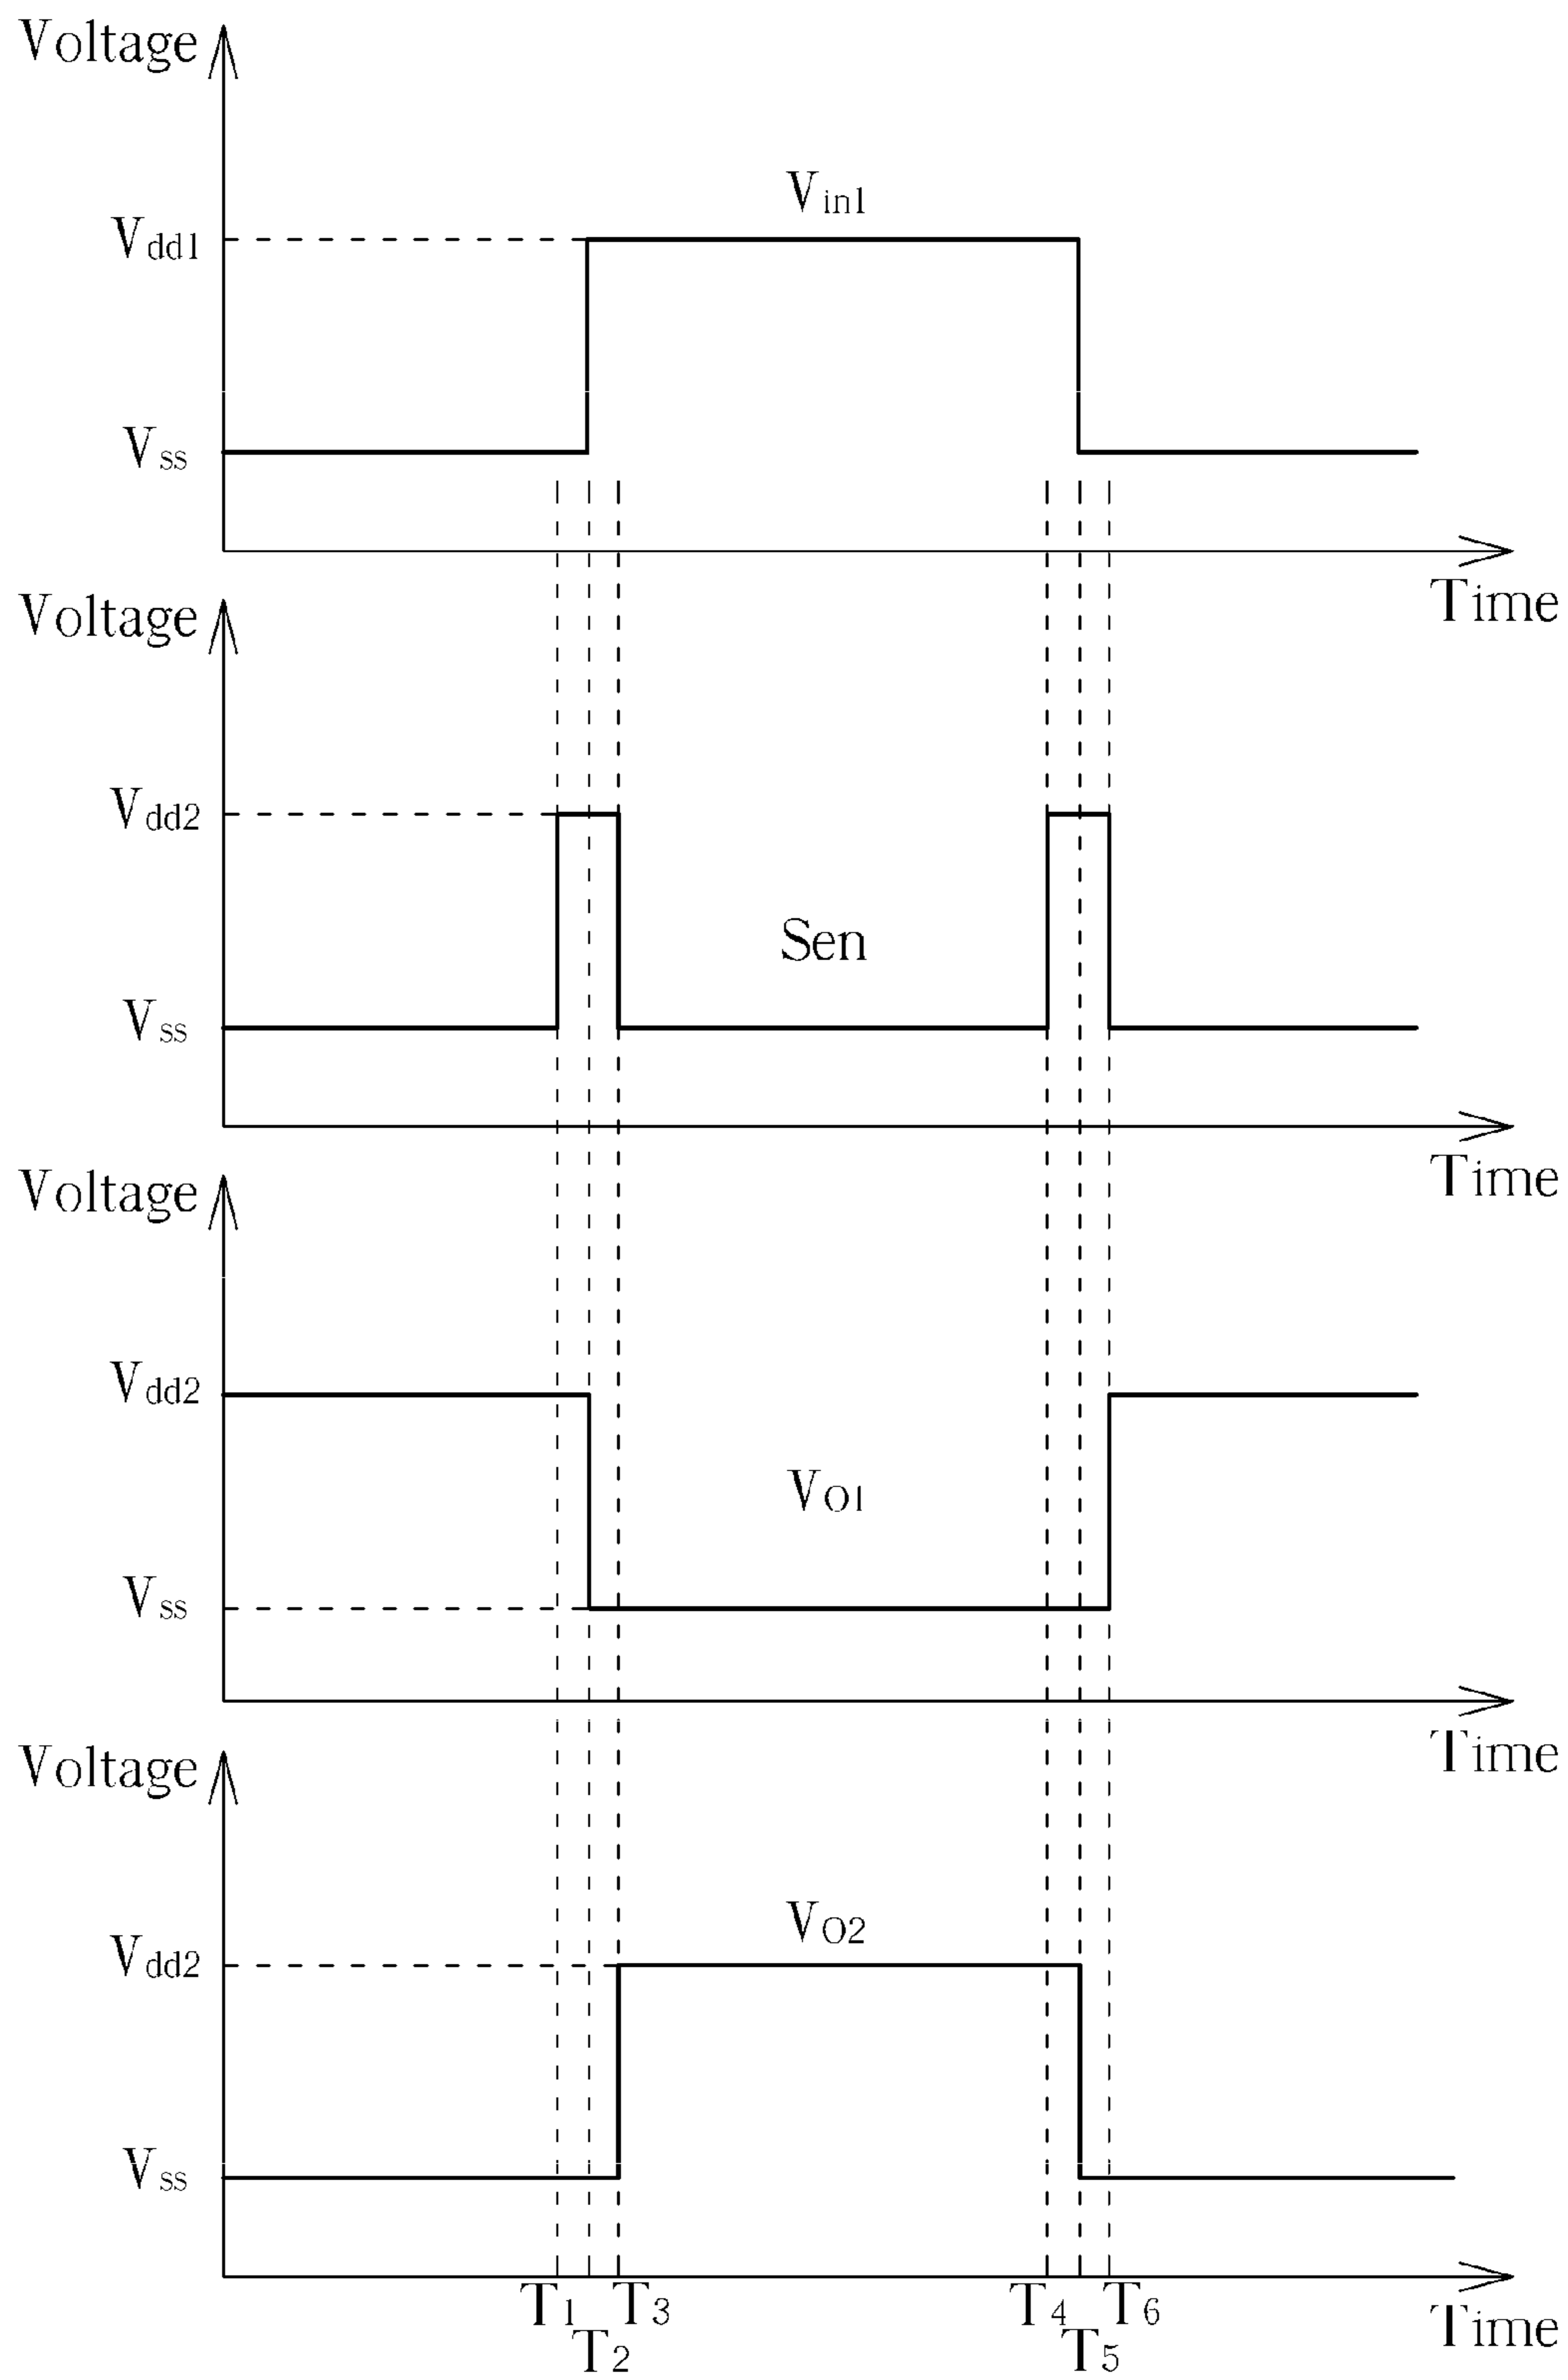 Voltage
Vin1
Vdd1
Vss
Time
Voltage
Vdd2
Sen
Vss
Time
Voltage
Vdd2
VO1
Vss
Time
Voltage
VO2
Vdd2
Vss
T1 T3 T4 T6
Time
T2 T5